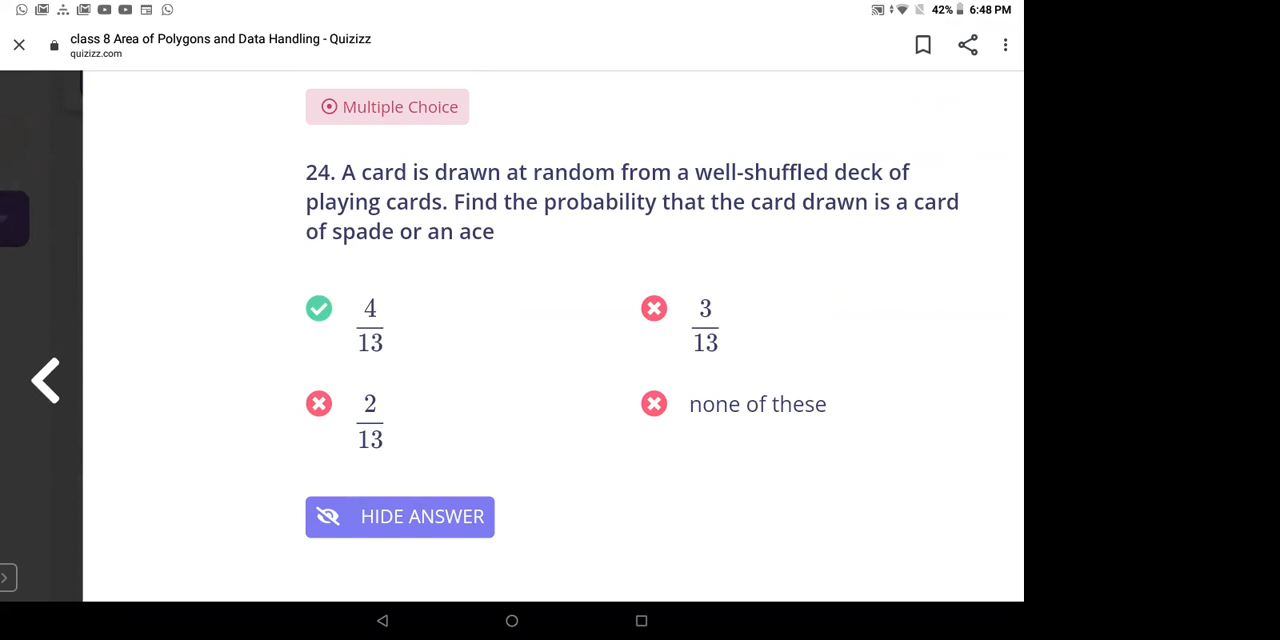 42% 6:48 PM
class 8 Area of Polygons and Data Handling - Quizizz
quizizz.com
Multiple Choice
24. A card is drawn at random from a well-shuffled deck of
playing cards. Find the probability that the card drawn is a card
of spade or an ace
4
13
3
13
2
13
none of these
HIDE ANSWER